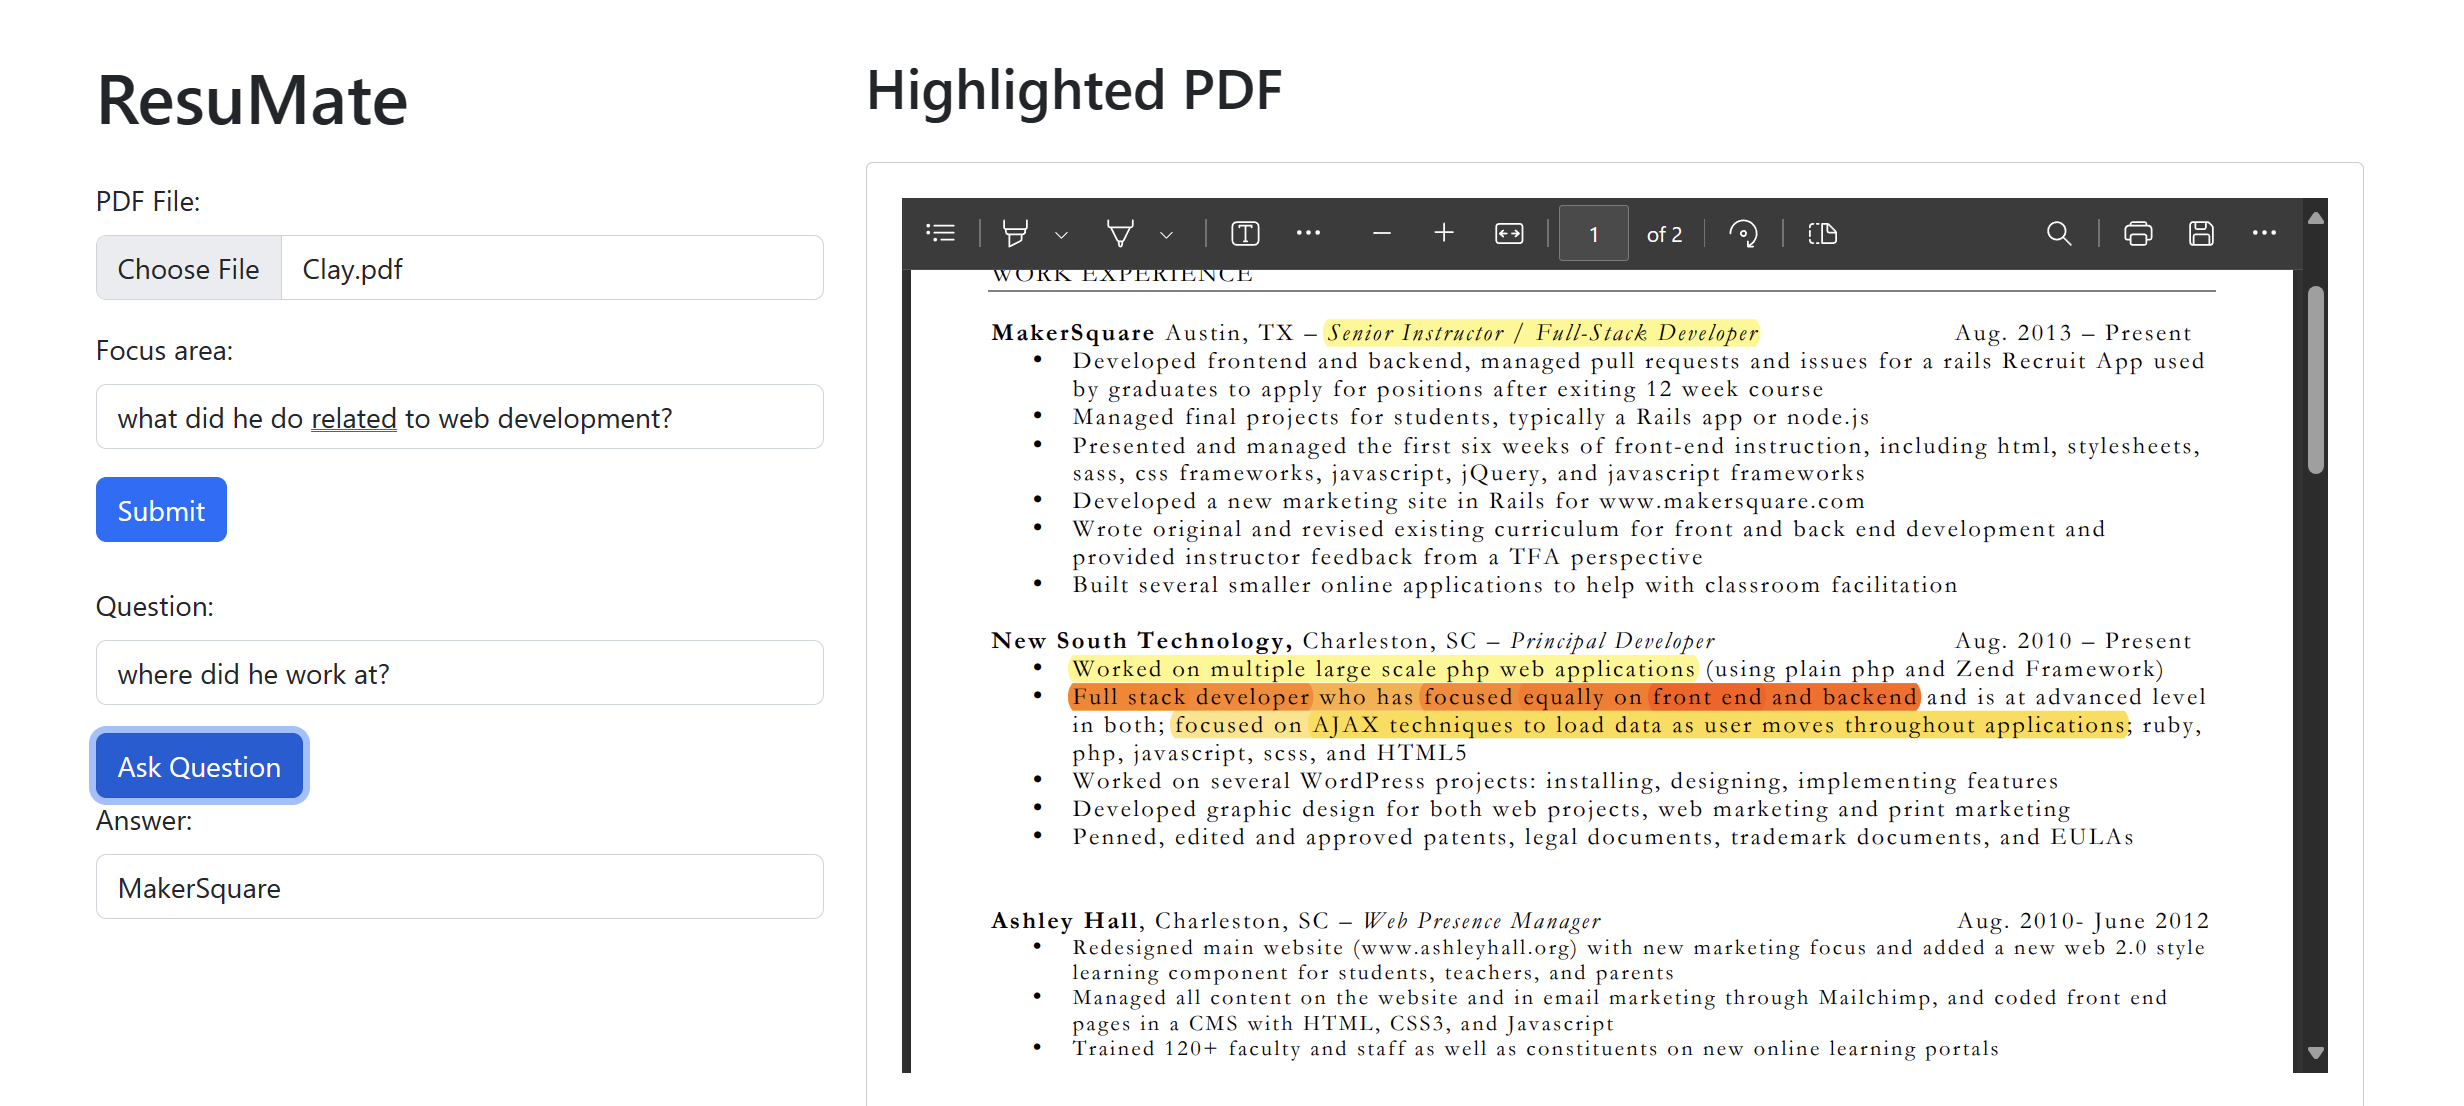 ResuMate
PDF File:
Choose File Clay.pdf
Focus area:
what did he do related to web development?
Submit
Question:
where did he work at?
Ask Question
Answer:
MakerSquare
Highlighted PDF
1 of 2
WORK EXPERIENCE
MakerSquare Austin, TX – Senior Instructor / Full-Stack Developer Aug. 2013 – Present
• Developed frontend and backend, managed pull requests and issues for a rails Recruit App used
by graduates to apply for positions after exiting 12 week course
• Managed final projects for students, typically a Rails app or node.js
• Presented and managed the first six weeks of front-end instruction, including html, stylesheets,
sass, css frameworks, javascript, jQuery, and javascript frameworks
• Developed a new marketing site in Rails for www.makersquare.com
• Wrote original and revised existing curriculum for front and back end development and
provided instructor feedback from a TFA perspective
• Built several smaller online applications to help with classroom facilitation
New South Technology, Charleston, SC – Principal Developer Aug. 2010 – Present
• Worked on multiple large scale php web applications (using plain php and Zend Framework)
• Full stack developer who has focused equally on front end and backend and is at advanced level
in both; focused on AJAX techniques to load data as user moves throughout applications; ruby,
php, javascript, scss, and HTML5
• Worked on several WordPress projects: installing, designing, implementing features
• Developed graphic design for both web projects, web marketing and print marketing
• Penned, edited and approved patents, legal documents, trademark documents, and EULAs
Ashley Hall, Charleston, SC – Web Presence Manager Aug. 2010- June 2012
• Redesigned main website (www.ashleyhall.org) with new marketing focus and added a new web 2.0 style
learning component for students, teachers, and parents
• Managed all content on the website and in email marketing through Mailchimp, and coded front end
pages in a CMS with HTML, CSS3, and Javascript
• Trained 120+ faculty and staff as well as constituents on new online learning portals